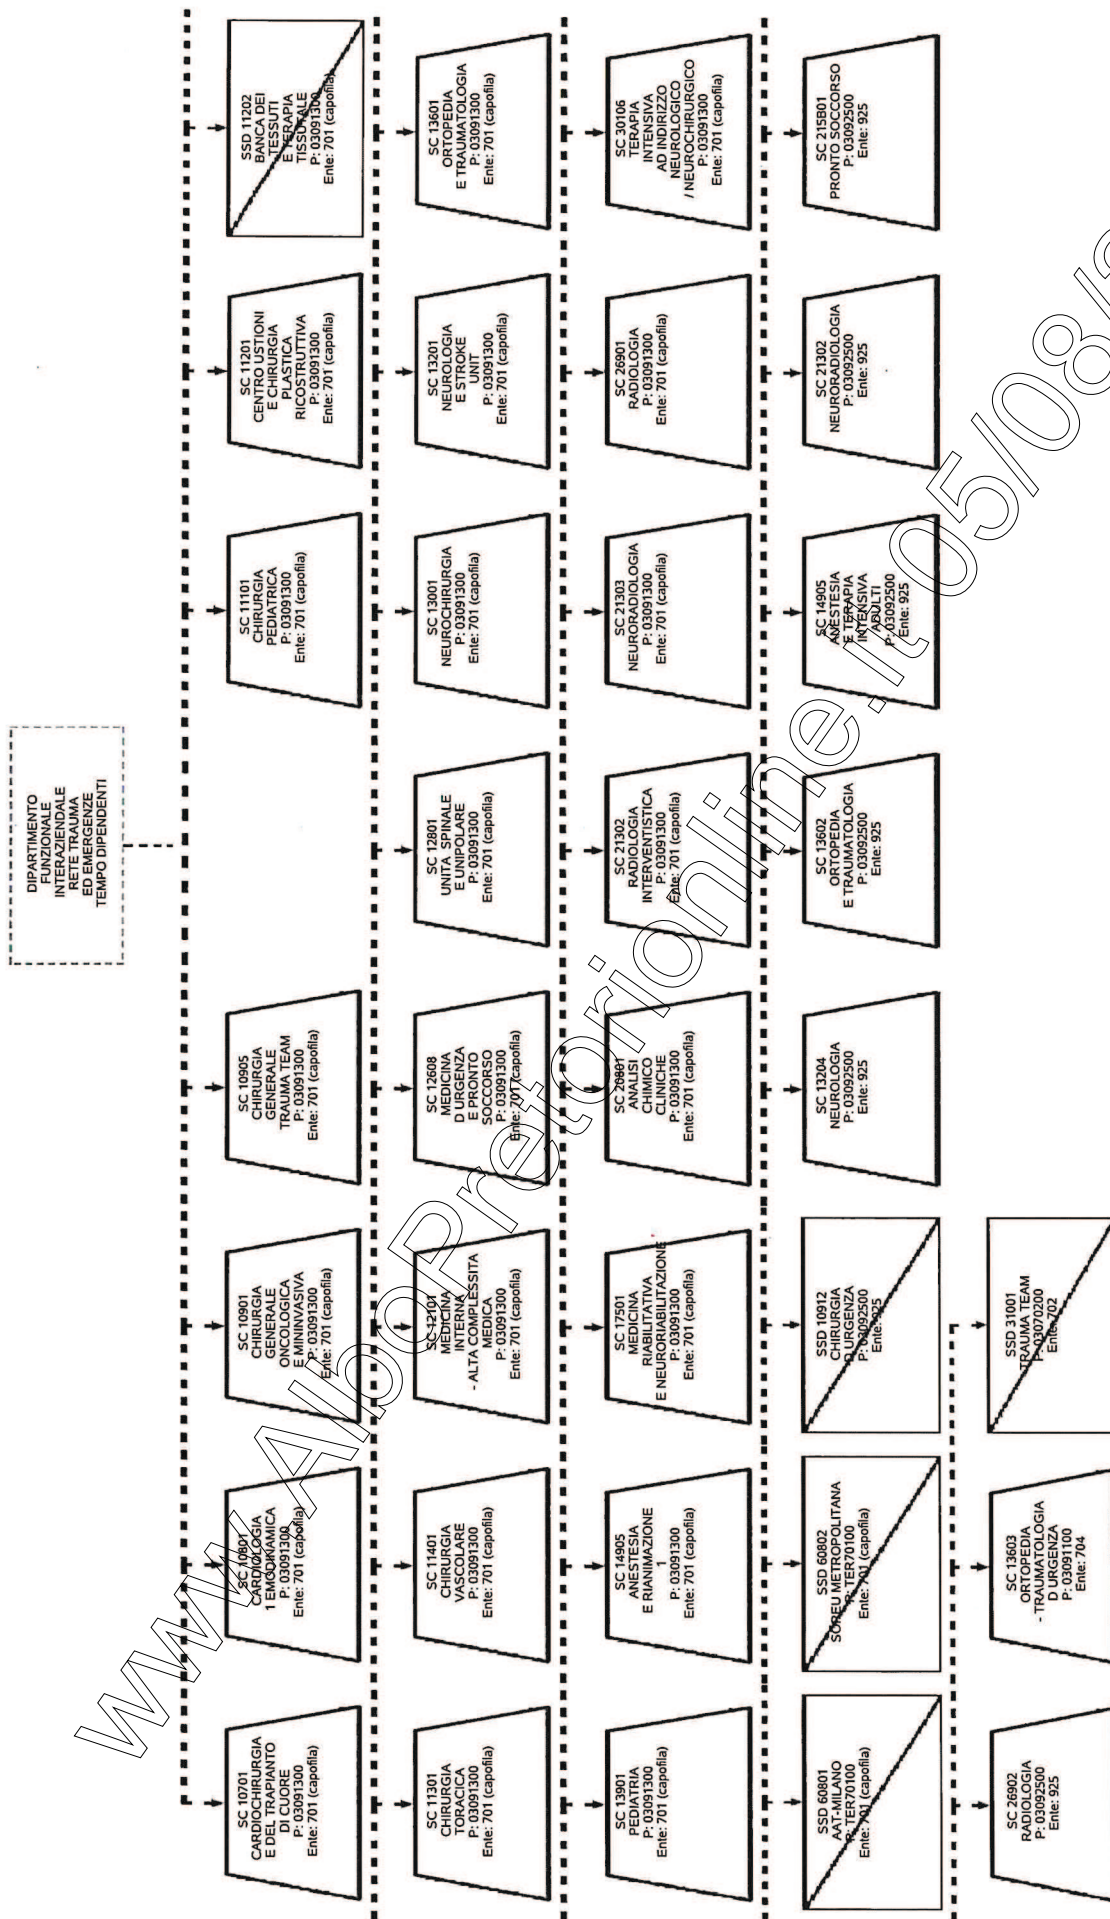 DIPARTIMENTO
FUNZIONALE
INTERAZIENDALE
RETE TRAUMA
ED EMERGENZE
TEMPO DIPENDENTI
SC 10701
CARDIOCHIRURGIA
E DEL TRAPIANTO
DI CUORE
P: 03091300
Ente: 701 (capofila)
SC 10801
CARDIOLOGIA
1 EMODINAMICA
P: 03091300
Ente: 701 (capofila)
SC 10901
CHIRURGIA
GENERALE
ONCOLOGICA
E MININVASIVA
P: 03091300
Ente: 701 (capofila)
SC 10905
CHIRURGIA
GENERALE
TRAUMA TEAM
P: 03091300
Ente: 701 (capofila)
SC 11101
CHIRURGIA
PEDIATRICA
P: 03091300
Ente: 701 (capofila)
SC 11201
CENTRO USTIONI
E CHIRURGIA
PLASTICA
RICOSTRUTTIVA
P: 03091300
Ente: 701 (capofila)
SSD 11202
BANCA DEI
TESSUTI
E TERAPIA
TISSUTALE
P: 03091300
Ente: 701 (capofila)
SC 11301
CHIRURGIA
TORACICA
P: 03091300
Ente: 701 (capofila)
SC 11401
CHIRURGIA
VASCOLARE
P: 03091300
Ente: 701 (capofila)
SC 12101
MEDICINA
INTERNA
- ALTA COMPLESSITA
MEDICA
P: 03091300
Ente: 701 (capofila)
SC 12608
MEDICINA
D URGENZA
E PRONTO
SOCCORSO
P: 03091300
Ente: 701 (capofila)
SC 12801
UNITA SPINALE
E UNIPOLARE
P: 03091300
Ente: 701 (capofila)
SC 13001
NEUROCHIRURGIA
P: 03091300
Ente: 701 (capofila)
SC 13201
NEUROLOGIA
E STROKE
UNIT
P: 03091300
Ente: 701 (capofila)
SC 13601
ORTOPEDIA
E TRAUMATOLOGIA
P: 03091300
Ente: 701 (capofila)
SC 13901
PEDIATRIA
P: 03091300
Ente: 701 (capofila)
SC 14905
ANESTESIA
E RIANIMAZIONE
1
P: 03091300
Ente: 701 (capofila)
SC 17501
MEDICINA
RIABILITATIVA
E NEURORIABILITAZIONE
P: 03091300
Ente: 701 (capofila)
SC 20801
ANALISI
CHIMICO
CLINICHE
P: 03091300
Ente: 701 (capofila)
SC 21302
RADIOLOGIA
INTERVENTISTICA
P: 03091300
Ente: 701 (capofila)
SC 21303
NEURORADIOLOGIA
P: 03091300
Ente: 701 (capofila)
SC 26901
RADIOLOGIA
P: 03091300
Ente: 701 (capofila)
SC 30106
TERAPIA
INTENSIVA
AD INDIRIZZO
NEUROLOGICO
/ NEUROCHIRURGICO
P: 03091300
Ente: 701 (capofila)
SSD 60801
AAT-MILANO
P: TER70100
Ente: 701 (capofila)
SSD 60802
SOREU METROPOLITANA
P: TER70100
Ente: 701 (capofila)
SSD 10912
CHIRURGIA
D URGENZA
P: 03092500
Ente: 925
SC 13204
NEUROLOGIA
P: 03092500
Ente: 925
SC 13602
ORTOPEDIA
E TRAUMATOLOGIA
P: 03092500
Ente: 925
SC 14905
ANESTESIA
E TERAPIA
INTENSIVA
ADULTI
P: 03092500
Ente: 925
SC 21302
NEURORADIOLOGIA
P: 03092500
Ente: 925
SC 215B01
PRONTO SOCCORSO
P: 03092500
Ente: 925
SC 26902
RADIOLOGIA
P: 03092500
Ente: 925
SC 13603
ORTOPEDIA
- TRAUMATOLOGIA
D URGENZA
P: 03091100
Ente: 704
SSD 31001
TRAUMA TEAM
P: 03070200
Ente: 702
www.AlboPretorionline.it 05/08/